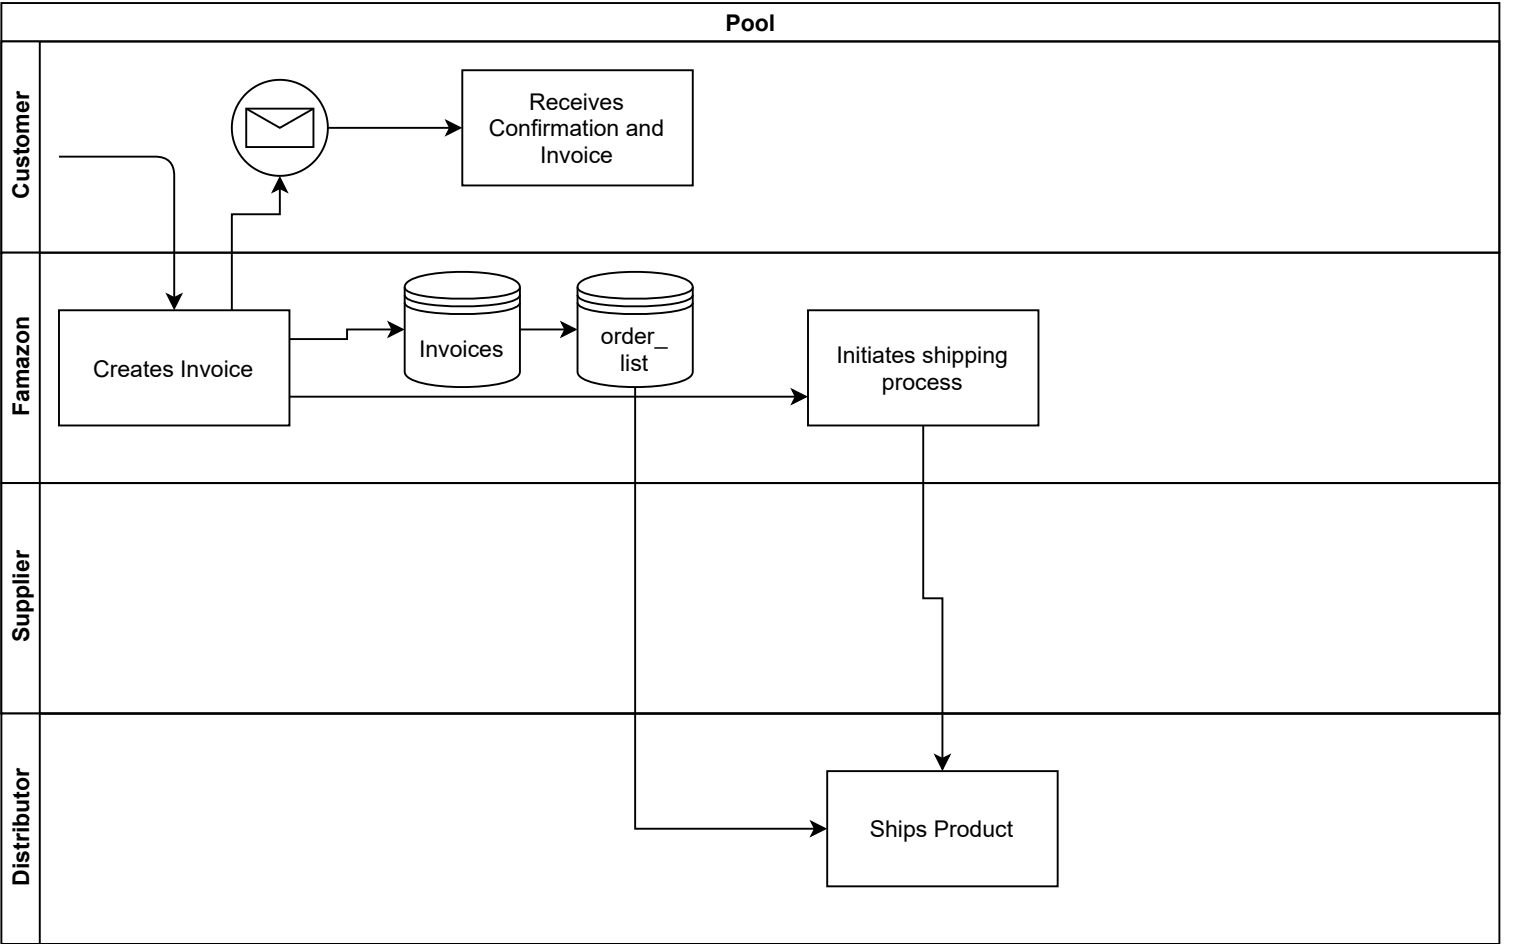 Pool
Customer
Receives
Confirmation and
Invoice
Famazon
Creates Invoice
Invoices
order_
list
Initiates shipping
process
Supplier
Distributor
Ships Product